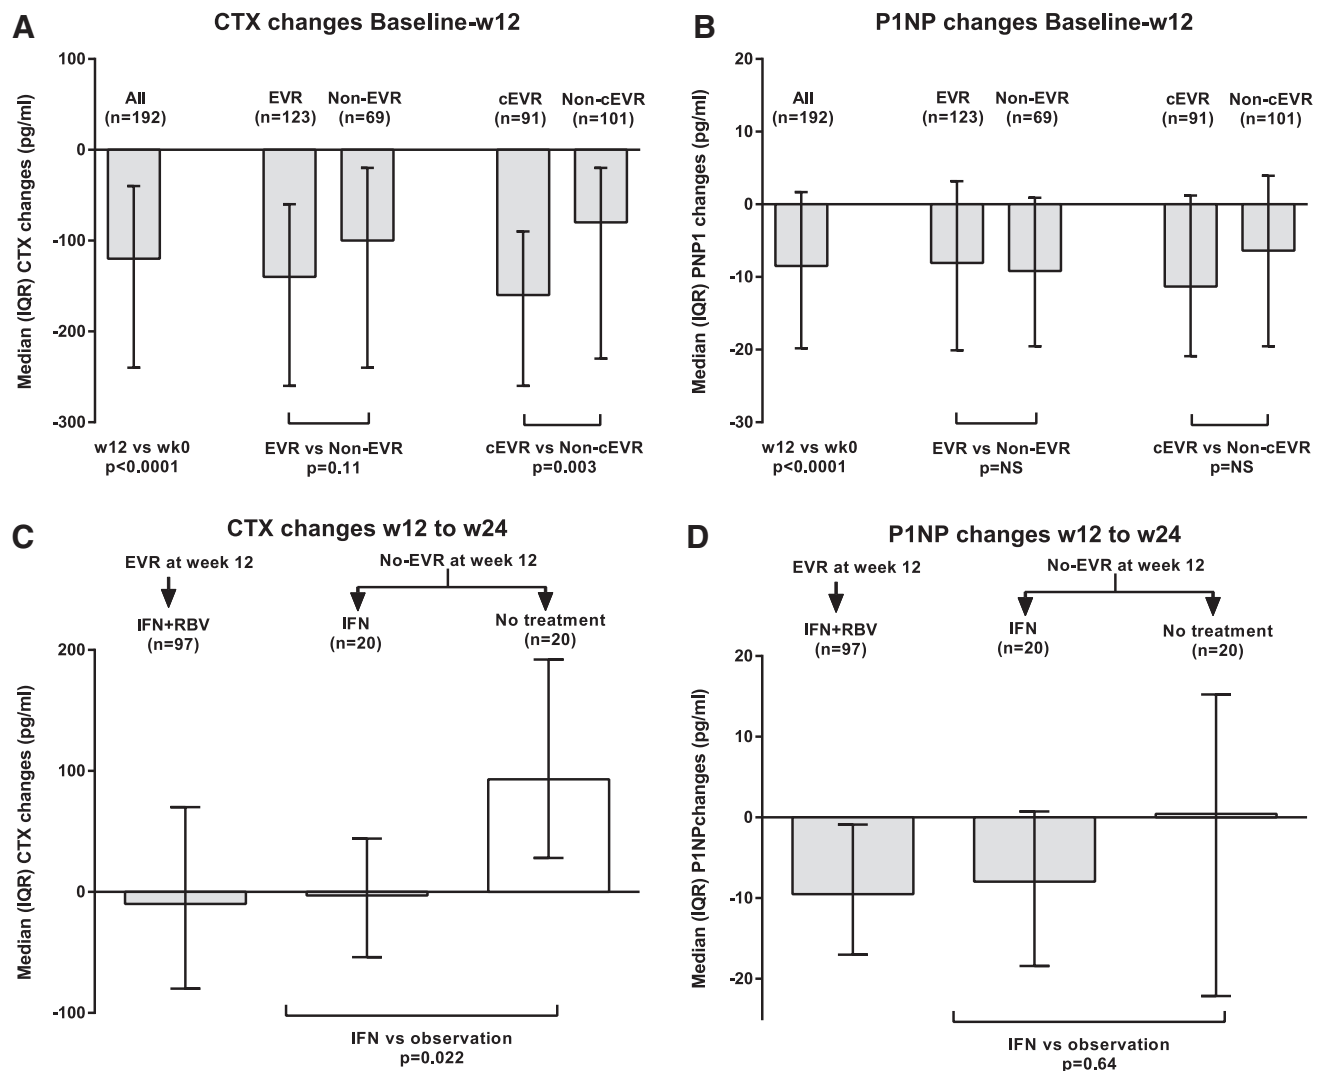 A
CTX changes Baseline-w12
Median (IQR) CTX changes (pg/ml)
100
0
-100
-200
-300
All
(n=192)
EVR
(n=123)
Non-EVR
(n=69)
cEVR
(n=91)
Non-cEVR
(n=101)
w12 vs wk0
p<0.0001
EVR vs Non-EVR
p=0.11
cEVR vs Non-cEVR
p=0.003
B
P1NP changes Baseline-w12
Median (IQR) PNP1 changes (pg/ml)
20
10
0
-10
-20
-30
All
(n=192)
EVR
(n=123)
Non-EVR
(n=69)
cEVR
(n=91)
Non-cEVR
(n=101)
w12 vs wk0
p<0.0001
EVR vs Non-EVR
p=NS
cEVR vs Non-cEVR
p=NS
C
CTX changes w12 to w24
EVR at week 12
No-EVR at week 12
IFN+RBV
(n=97)
IFN
(n=20)
No treatment
(n=20)
Median (IQR) CTX changes (pg/ml)
200
100
0
-100
IFN vs observation
p=0.022
D
P1NP changes w12 to w24
EVR at week 12
No-EVR at week 12
IFN+RBV
(n=97)
IFN
(n=20)
No treatment
(n=20)
Median (IQR) P1NPchanges (pg/ml)
20
10
0
-10
-20
IFN vs observation
p=0.64